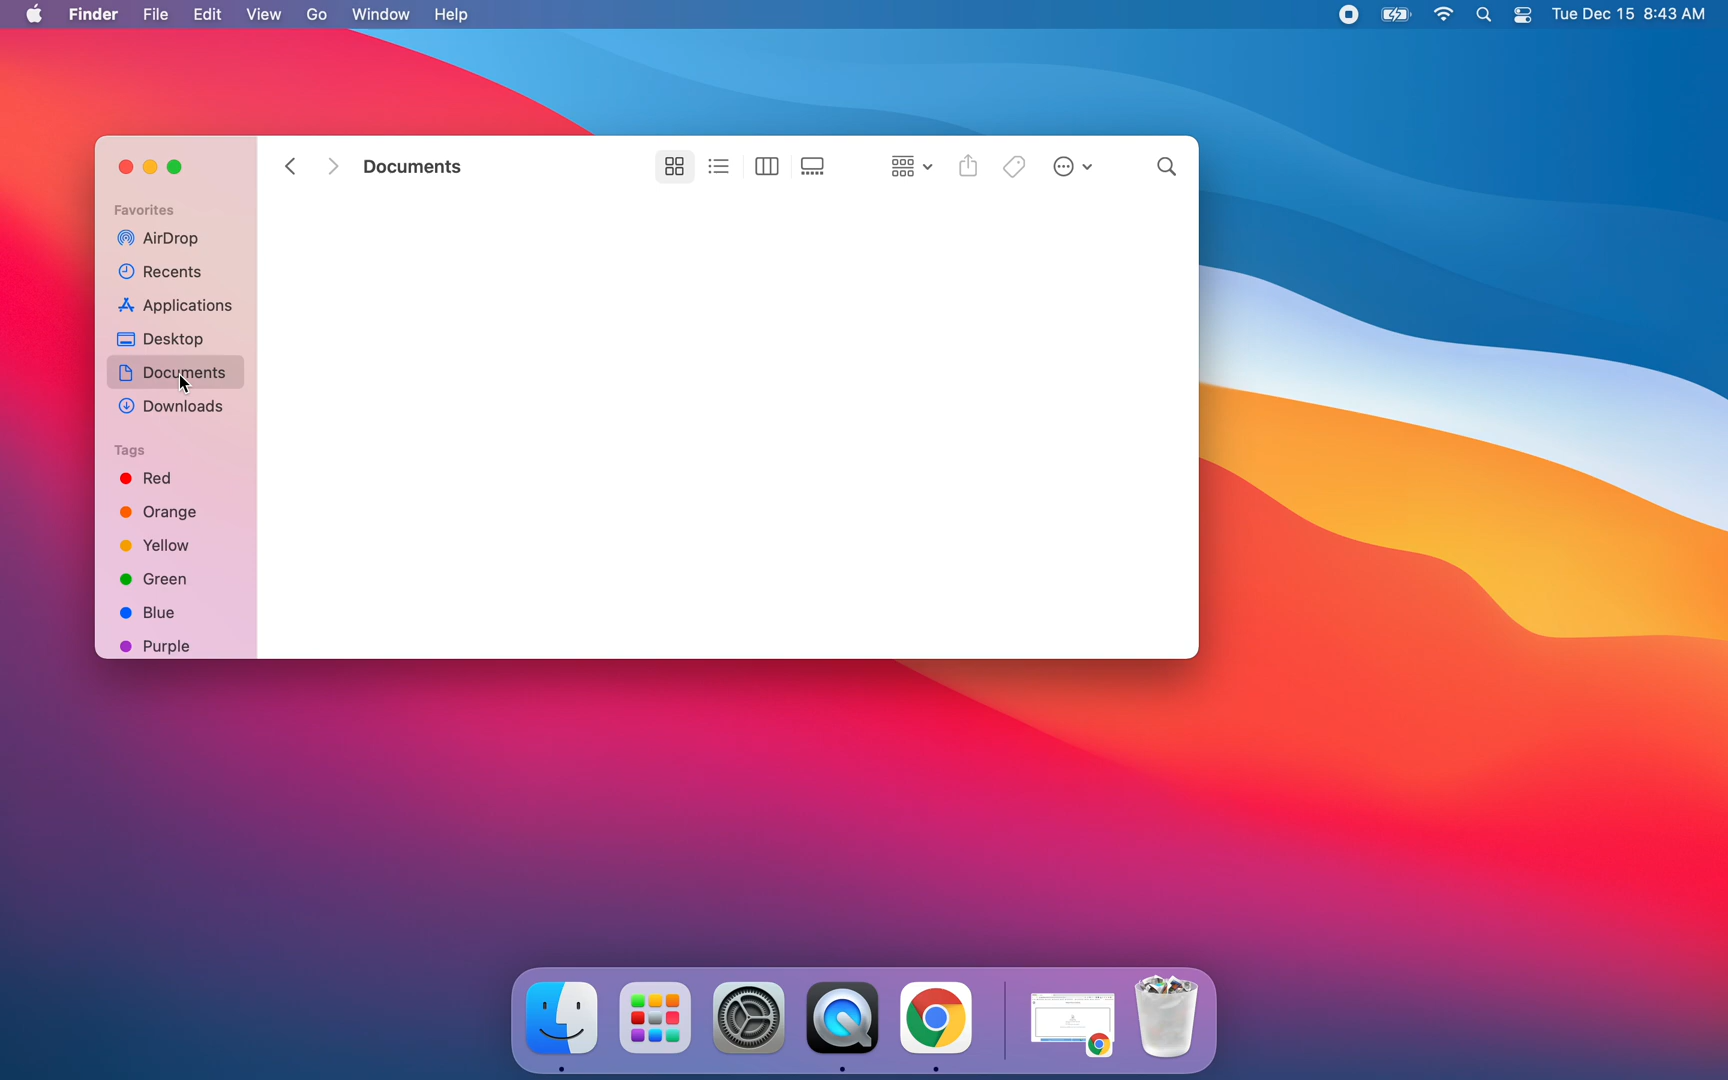 Finder File Edit View Go Window Help Tue Dec 15 8:43 AM
Documents
Favorites
AirDrop
Recents
Applications
Desktop
Documents
Downloads
Tags
Red
Orange
Yellow
Green
Blue
Purple